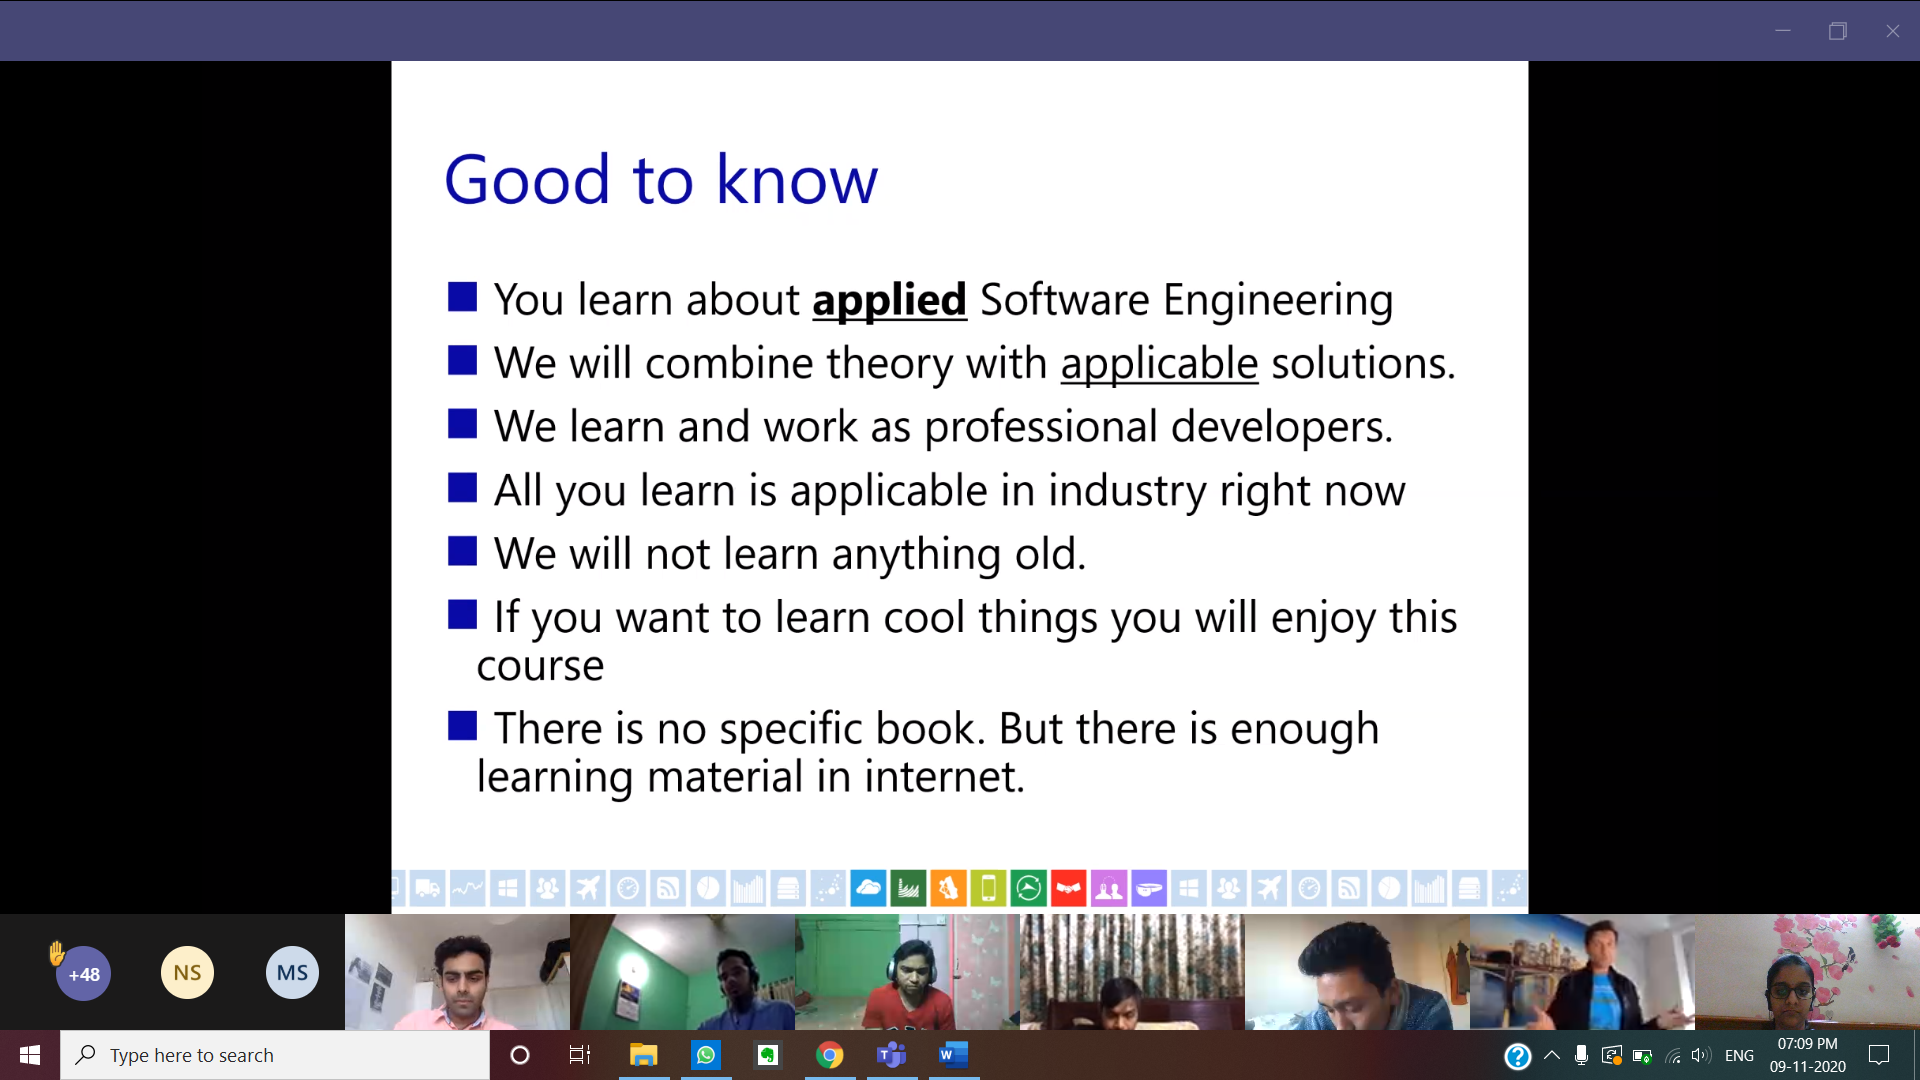 Good to know
You learn about applied Software Engineering
We will combine theory with applicable solutions.
We learn and work as professional developers.
All you learn is applicable in industry right now
We will not learn anything old.
If you want to learn cool things you will enjoy this
course
There is no specific book. But there is enough
learning material in internet.
+48
NS
MS
Type here to search
ENG
07:09 PM
09-11-2020